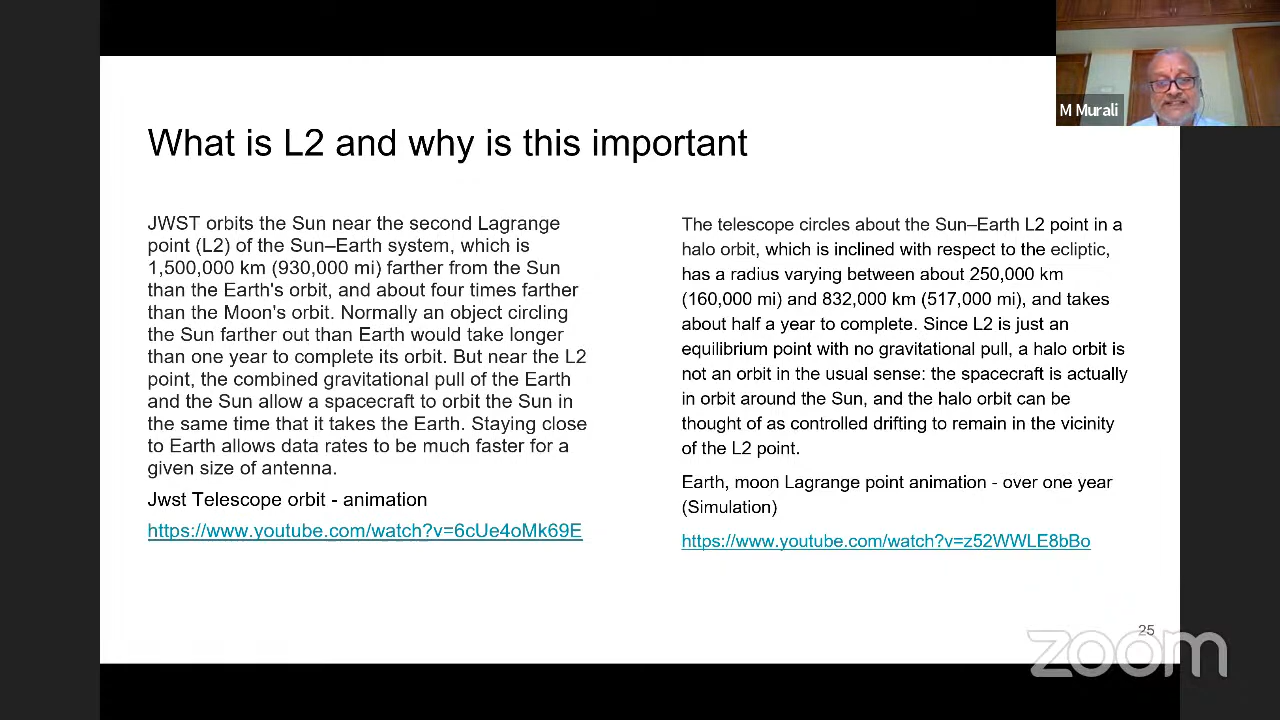 M Murali
What is L2 and why is this important
JWST orbits the Sun near the second Lagrange
point (L2) of the Sun–Earth system, which is
1,500,000 km (930,000 mi) farther from the Sun
than the Earth's orbit, and about four times farther
than the Moon's orbit. Normally an object circling
the Sun farther out than Earth would take longer
than one year to complete its orbit. But near the L2
point, the combined gravitational pull of the Earth
and the Sun allow a spacecraft to orbit the Sun in
the same time that it takes the Earth. Staying close
to Earth allows data rates to be much faster for a
given size of antenna.
Jwst Telescope orbit - animation
https://www.youtube.com/watch?v=6cUe4oMk69E
The telescope circles about the Sun–Earth L2 point in a
halo orbit, which is inclined with respect to the ecliptic,
has a radius varying between about 250,000 km
(160,000 mi) and 832,000 km (517,000 mi), and takes
about half a year to complete. Since L2 is just an
equilibrium point with no gravitational pull, a halo orbit is
not an orbit in the usual sense: the spacecraft is actually
in orbit around the Sun, and the halo orbit can be
thought of as controlled drifting to remain in the vicinity
of the L2 point.
Earth, moon Lagrange point animation - over one year
(Simulation)
https://www.youtube.com/watch?v=z52WWLE8bBo
25
zoom